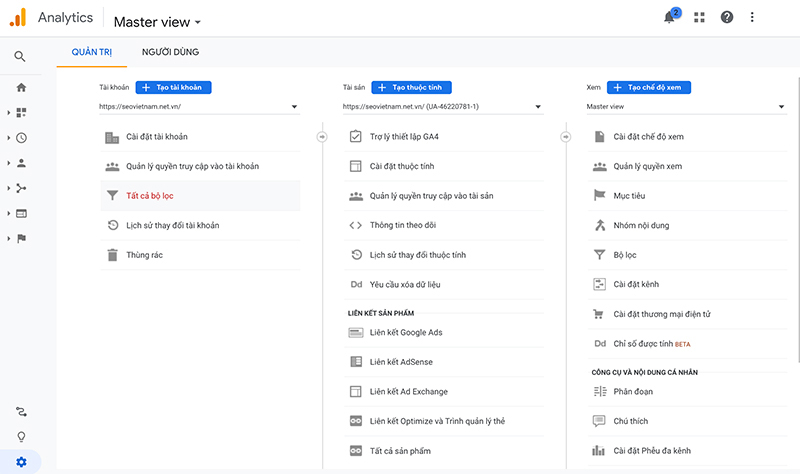 Analytics
Master view
2
QUẢN TRỊ
NGƯỜI DÙNG
Tài khoản
+ Tạo tài khoản
https://seovietnam.net.vn/
Cài đặt tài khoản
Quản lý quyền truy cập vào tài khoản
Tất cả bộ lọc
Lịch sử thay đổi tài khoản
Thùng rác
Tài sản
+ Tạo thuộc tính
https://seovietnam.net.vn/ (UA-46220781-1)
Trợ lý thiết lập GA4
Cài đặt thuộc tính
Quản lý quyền truy cập vào tài sản
Thông tin theo dõi
Lịch sử thay đổi thuộc tính
Dd Yêu cầu xóa dữ liệu
LIÊN KẾT SẢN PHẨM
Liên kết Google Ads
Liên kết AdSense
Liên kết Ad Exchange
Liên kết Optimize và Trình quản lý thẻ
Tất cả sản phẩm
Xem
+ Tạo chế độ xem
Master view
Cài đặt chế độ xem
Quản lý quyền xem
Mục tiêu
Nhóm nội dung
Bộ lọc
Cài đặt kênh
Cài đặt thương mại điện tử
Dd Chỉ số được tính BETA
CÔNG CỤ VÀ NỘI DUNG CÁ NHÂN
Phân đoạn
Chú thích
Cài đặt Phễu đa kênh